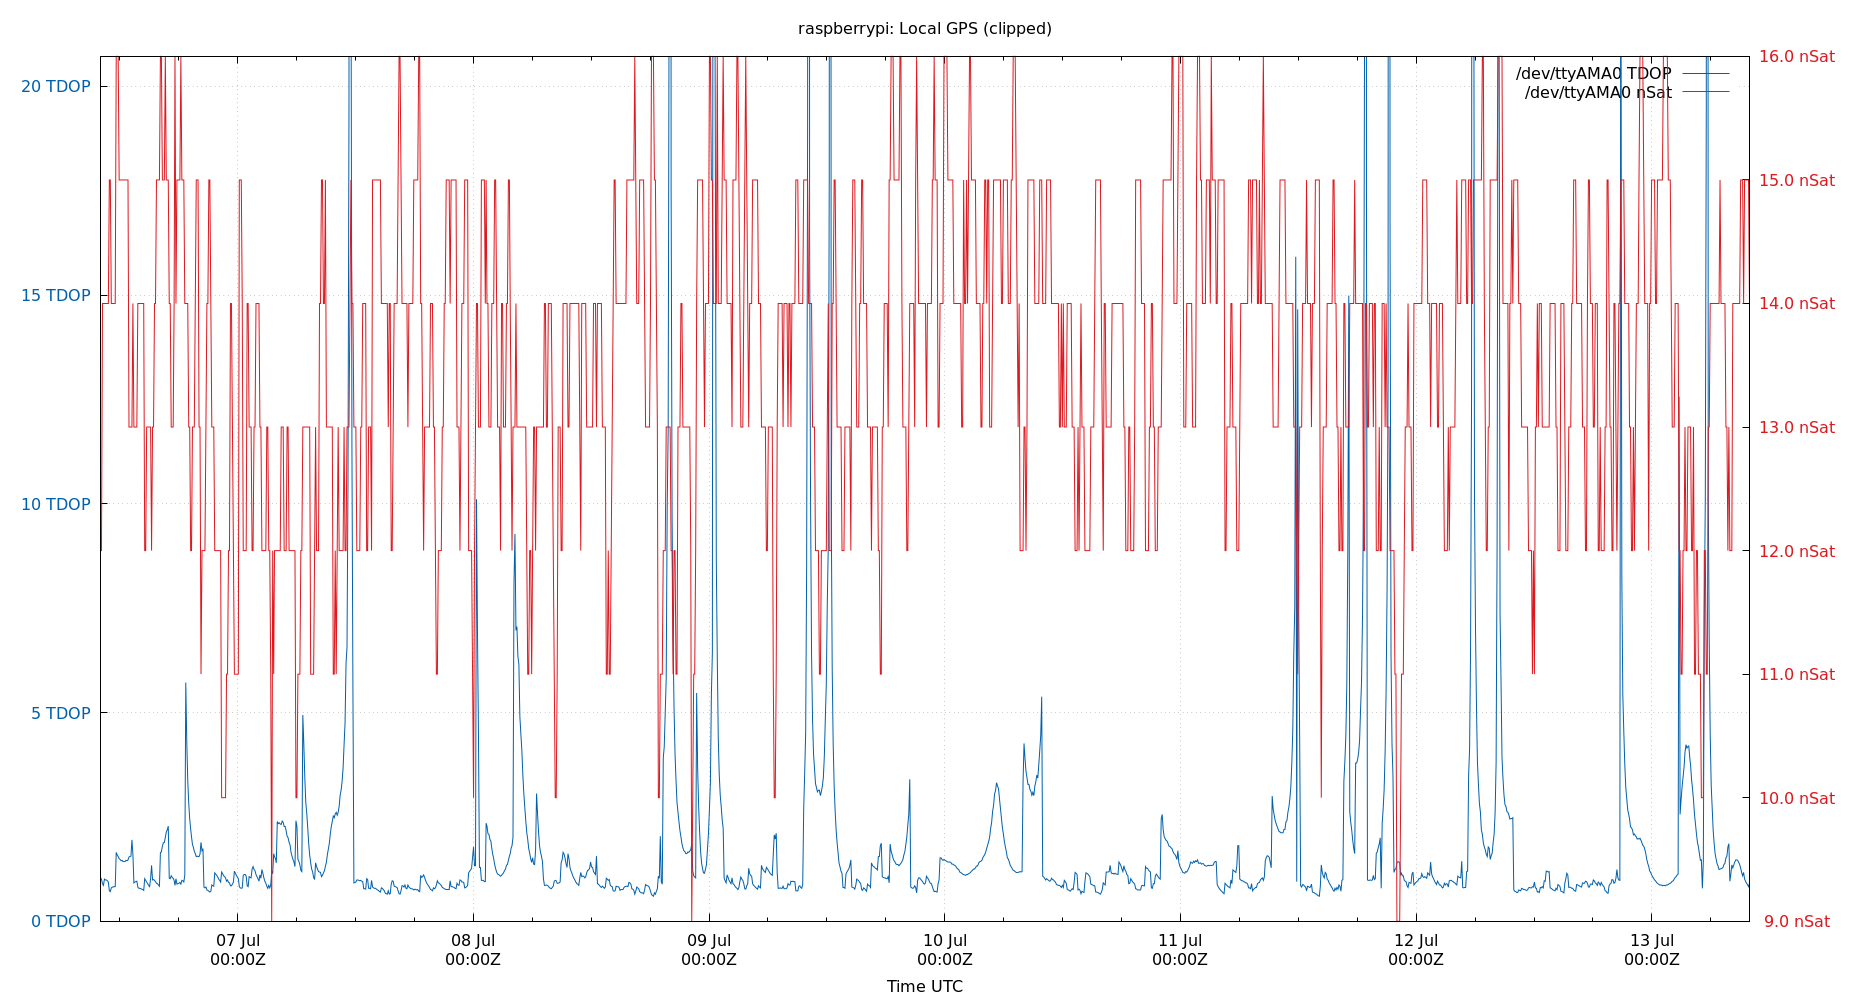 raspberrypi: Local GPS (clipped)
/dev/ttyAMA0 TDOP
/dev/ttyAMA0 nSat
20 TDOP
15 TDOP
10 TDOP
5 TDOP
0 TDOP
16.0 nSat
15.0 nSat
14.0 nSat
13.0 nSat
12.0 nSat
11.0 nSat
10.0 nSat
9.0 nSat
07 Jul
00:00Z
08 Jul
00:00Z
09 Jul
00:00Z
10 Jul
00:00Z
11 Jul
00:00Z
12 Jul
00:00Z
13 Jul
00:00Z
Time UTC